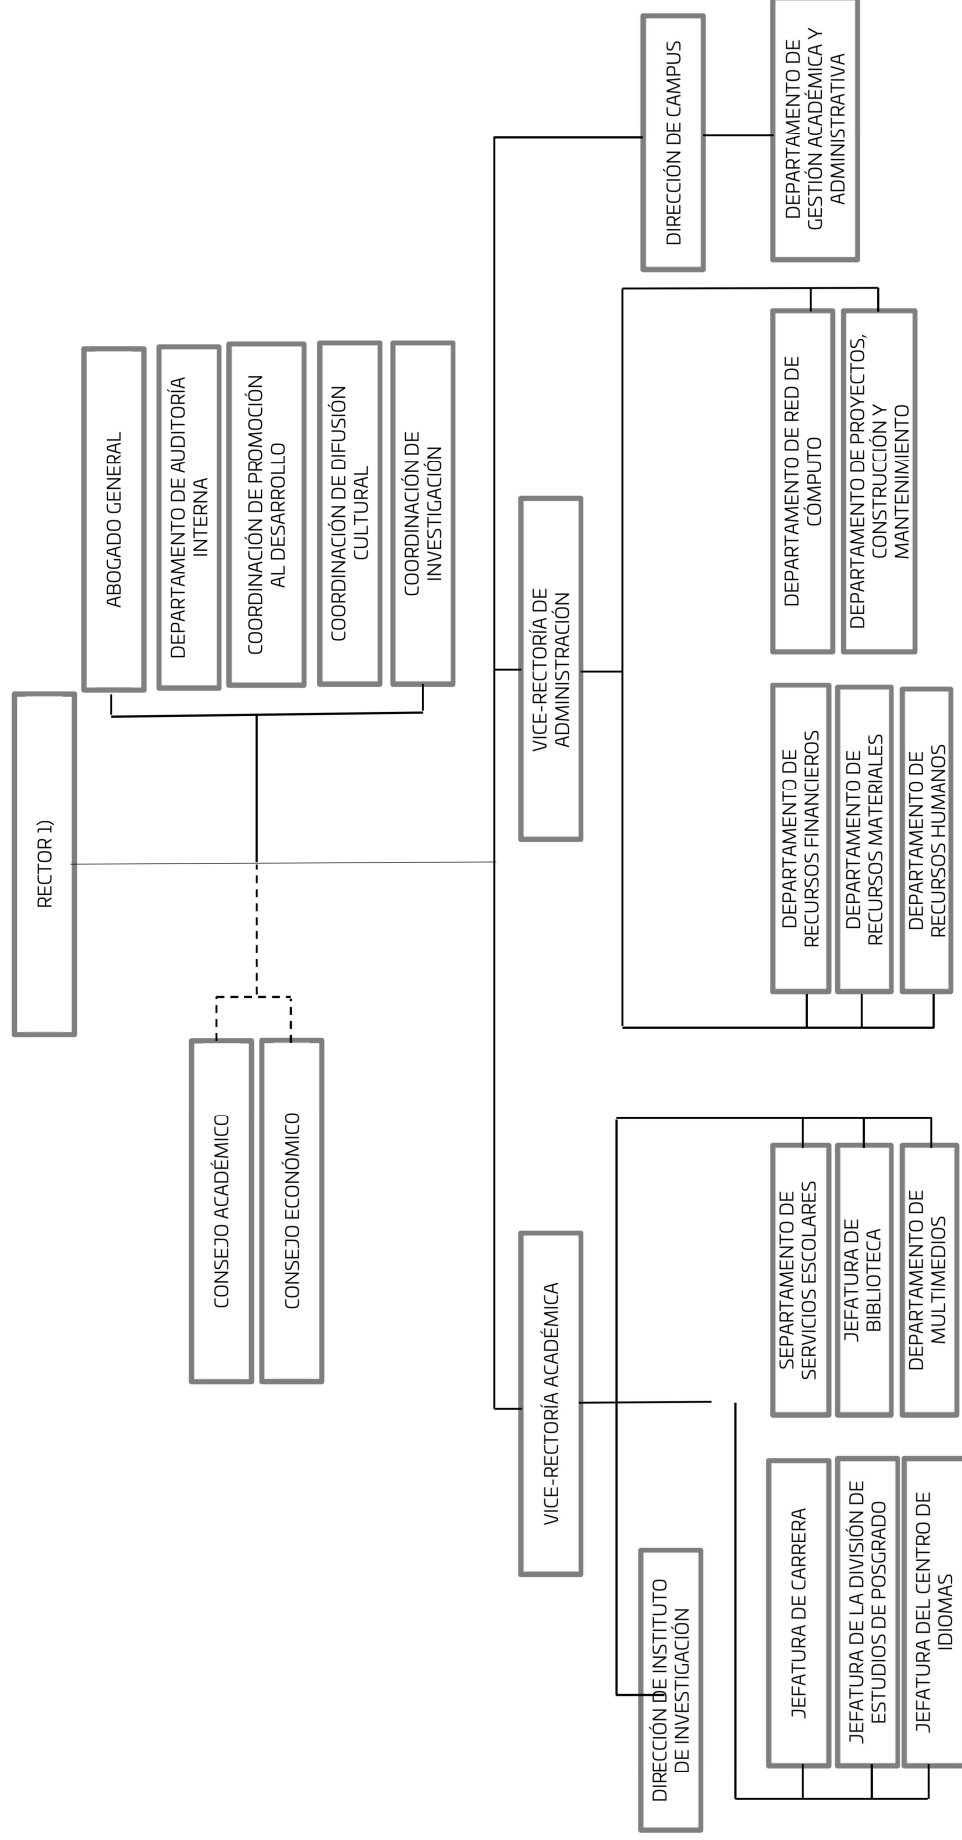 RECTOR 1)
CONSEJO ACADÉMICO
CONSEJO ECONÓMICO
ABOGADO GENERAL
DEPARTAMENTO DE AUDITORÍA
INTERNA
COORDINACIÓN DE PROMOCIÓN
AL DESARROLLO
COORDINACIÓN DE DIFUSIÓN
CULTURAL
COORDINACIÓN DE
INVESTIGACIÓN
VICE-RECTORÍA ACADÉMICA
VICE-RECTORÍA DE
ADMINISTRACIÓN
DIRECCIÓN DE CAMPUS
DIRECCIÓN DE INSTITUTO
DE INVESTIGACIÓN
JEFATURA DE CARRERA
JEFATURA DE LA DIVISIÓN DE
ESTUDIOS DE POSGRADO
JEFATURA DEL CENTRO DE
IDIOMAS
SEPARTAMENTO DE
SERVICIOS ESCOLARES
JEFATURA DE
BIBLIOTECA
DEPARTAMENTO DE
MULTIMEDIOS
DEPARTAMENTO DE
RECURSOS FINANCIEROS
DEPARTAMENTO DE
RECURSOS MATERIALES
DEPARTAMENTO DE
RECURSOS HUMANOS
DEPARTAMENTO DE RED DE
CÓMPUTO
DEPARTAMENTO DE PROYECTOS,
CONSTRUCCIÓN Y
MANTENIMIENTO
DEPARTAMENTO DE
GESTIÓN ACADÉMICA Y
ADMINISTRATIVA